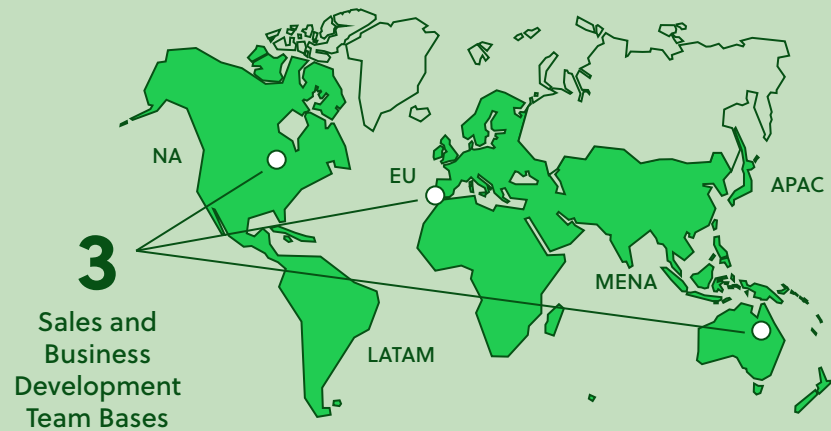 NA
EU
APAC
MENA
LATAM
3
Sales and
Business
Development
Team Bases